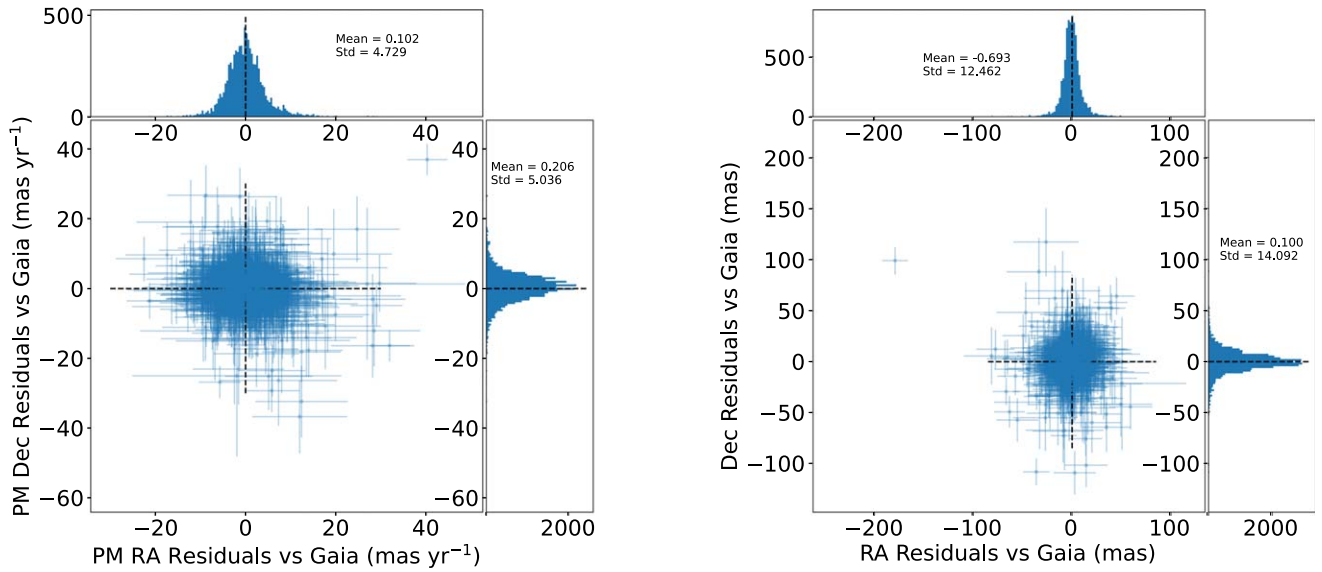 500
0
Mean = 0.102
Std = 4.729
−20 0 20 40
PM Dec Residuals vs Gaia (mas yr⁻¹)
40
20
0
−20
−40
−60
40
20
0
−20
−40
−60
Mean = 0.206
Std = 5.036
−20 0 20 40
2000
PM RA Residuals vs Gaia (mas yr⁻¹)
500
0
Mean = -0.693
Std = 12.462
−200 −100 0 100
Dec Residuals vs Gaia (mas)
200
150
100
50
0
−50
−100
200
150
100
50
0
−50
−100
Mean = 0.100
Std = 14.092
−200 −100 0 100
2000
RA Residuals vs Gaia (mas)